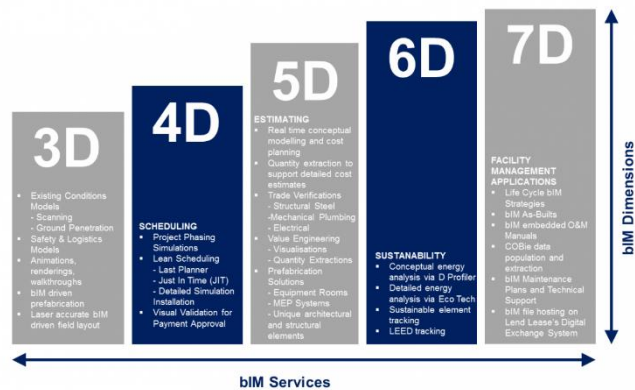 3D
▪ Existing Conditions
Models
- Scanning
- Ground Penetration
▪ Safety & Logistics
Models
▪ Animations,
renderings,
walkthroughs
▪ bIM driven
prefabrication
▪ Laser accurate bIM
driven field layout
4D
SCHEDULING
▪ Project Phasing
Simulations
▪ Lean Scheduling
- Last Planner
- Just In Time (JIT)
- Detailed Simulation
Installation
▪ Visual Validation for
Payment Approval
5D
ESTIMATING
▪ Real time conceptual
modelling and cost
planning
▪ Quantity extraction to
support detailed cost
estimates
▪ Trade Verifications
- Structural Steel
-Mechanical Plumbing
- Electrical
▪ Value Engineering
- Visualisations
- Quantity Extractions
▪ Prefabrication
Solutions
- Equipment Rooms
- MEP Systems
- Unique architectural
and structural
elements
6D
SUSTANABILITY
▪ Conceptual energy
analysis via D Profiler
▪ Detailed energy
analysis via Eco Tech
▪ Sustainable element
tracking
▪ LEED tracking
7D
FACILITY
MANAGEMENT
APPLICATIONS
▪ Life Cycle bIM
Strategies
▪ bIM As-Builts
▪ bIM embedded O&M
Manuals
▪ COBie data
population and
extraction
▪ bIM Maintenance
Plans and Technical
Support
▪ bIM file hosting on
Lend Lease's Digital
Exchange System
bIM Dimensions
bIM Services